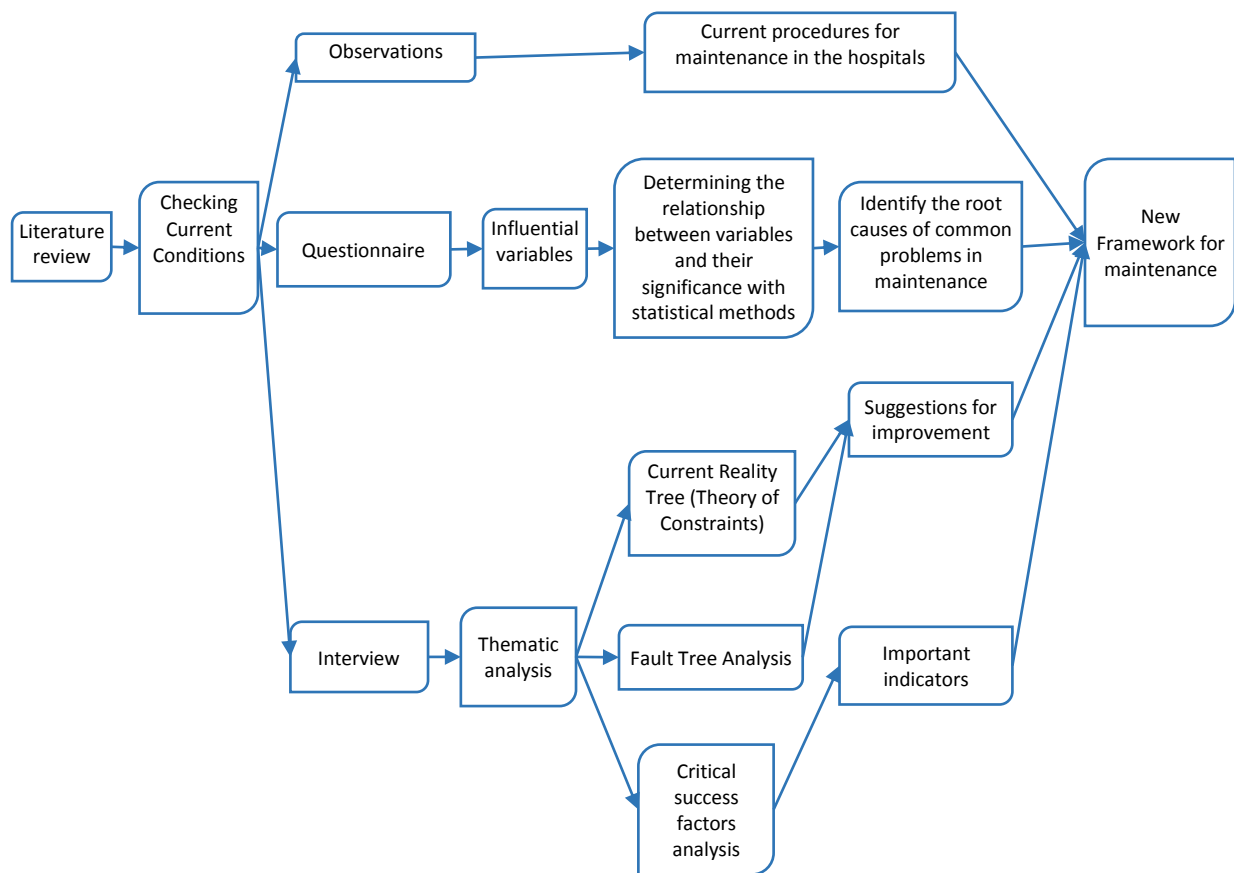 Observations
Current procedures for
maintenance in the hospitals
Literature
review
Checking
Current
Conditions
Questionnaire
Influential
variables
Determining the
relationship
between variables
and their
significance with
statistical methods
Identify the root
causes of common
problems in
maintenance
New
Framework for
maintenance
Suggestions for
improvement
Current Reality
Tree (Theory of
Constraints)
Interview
Thematic
analysis
Fault Tree Analysis
Important
indicators
Critical
success
factors
analysis